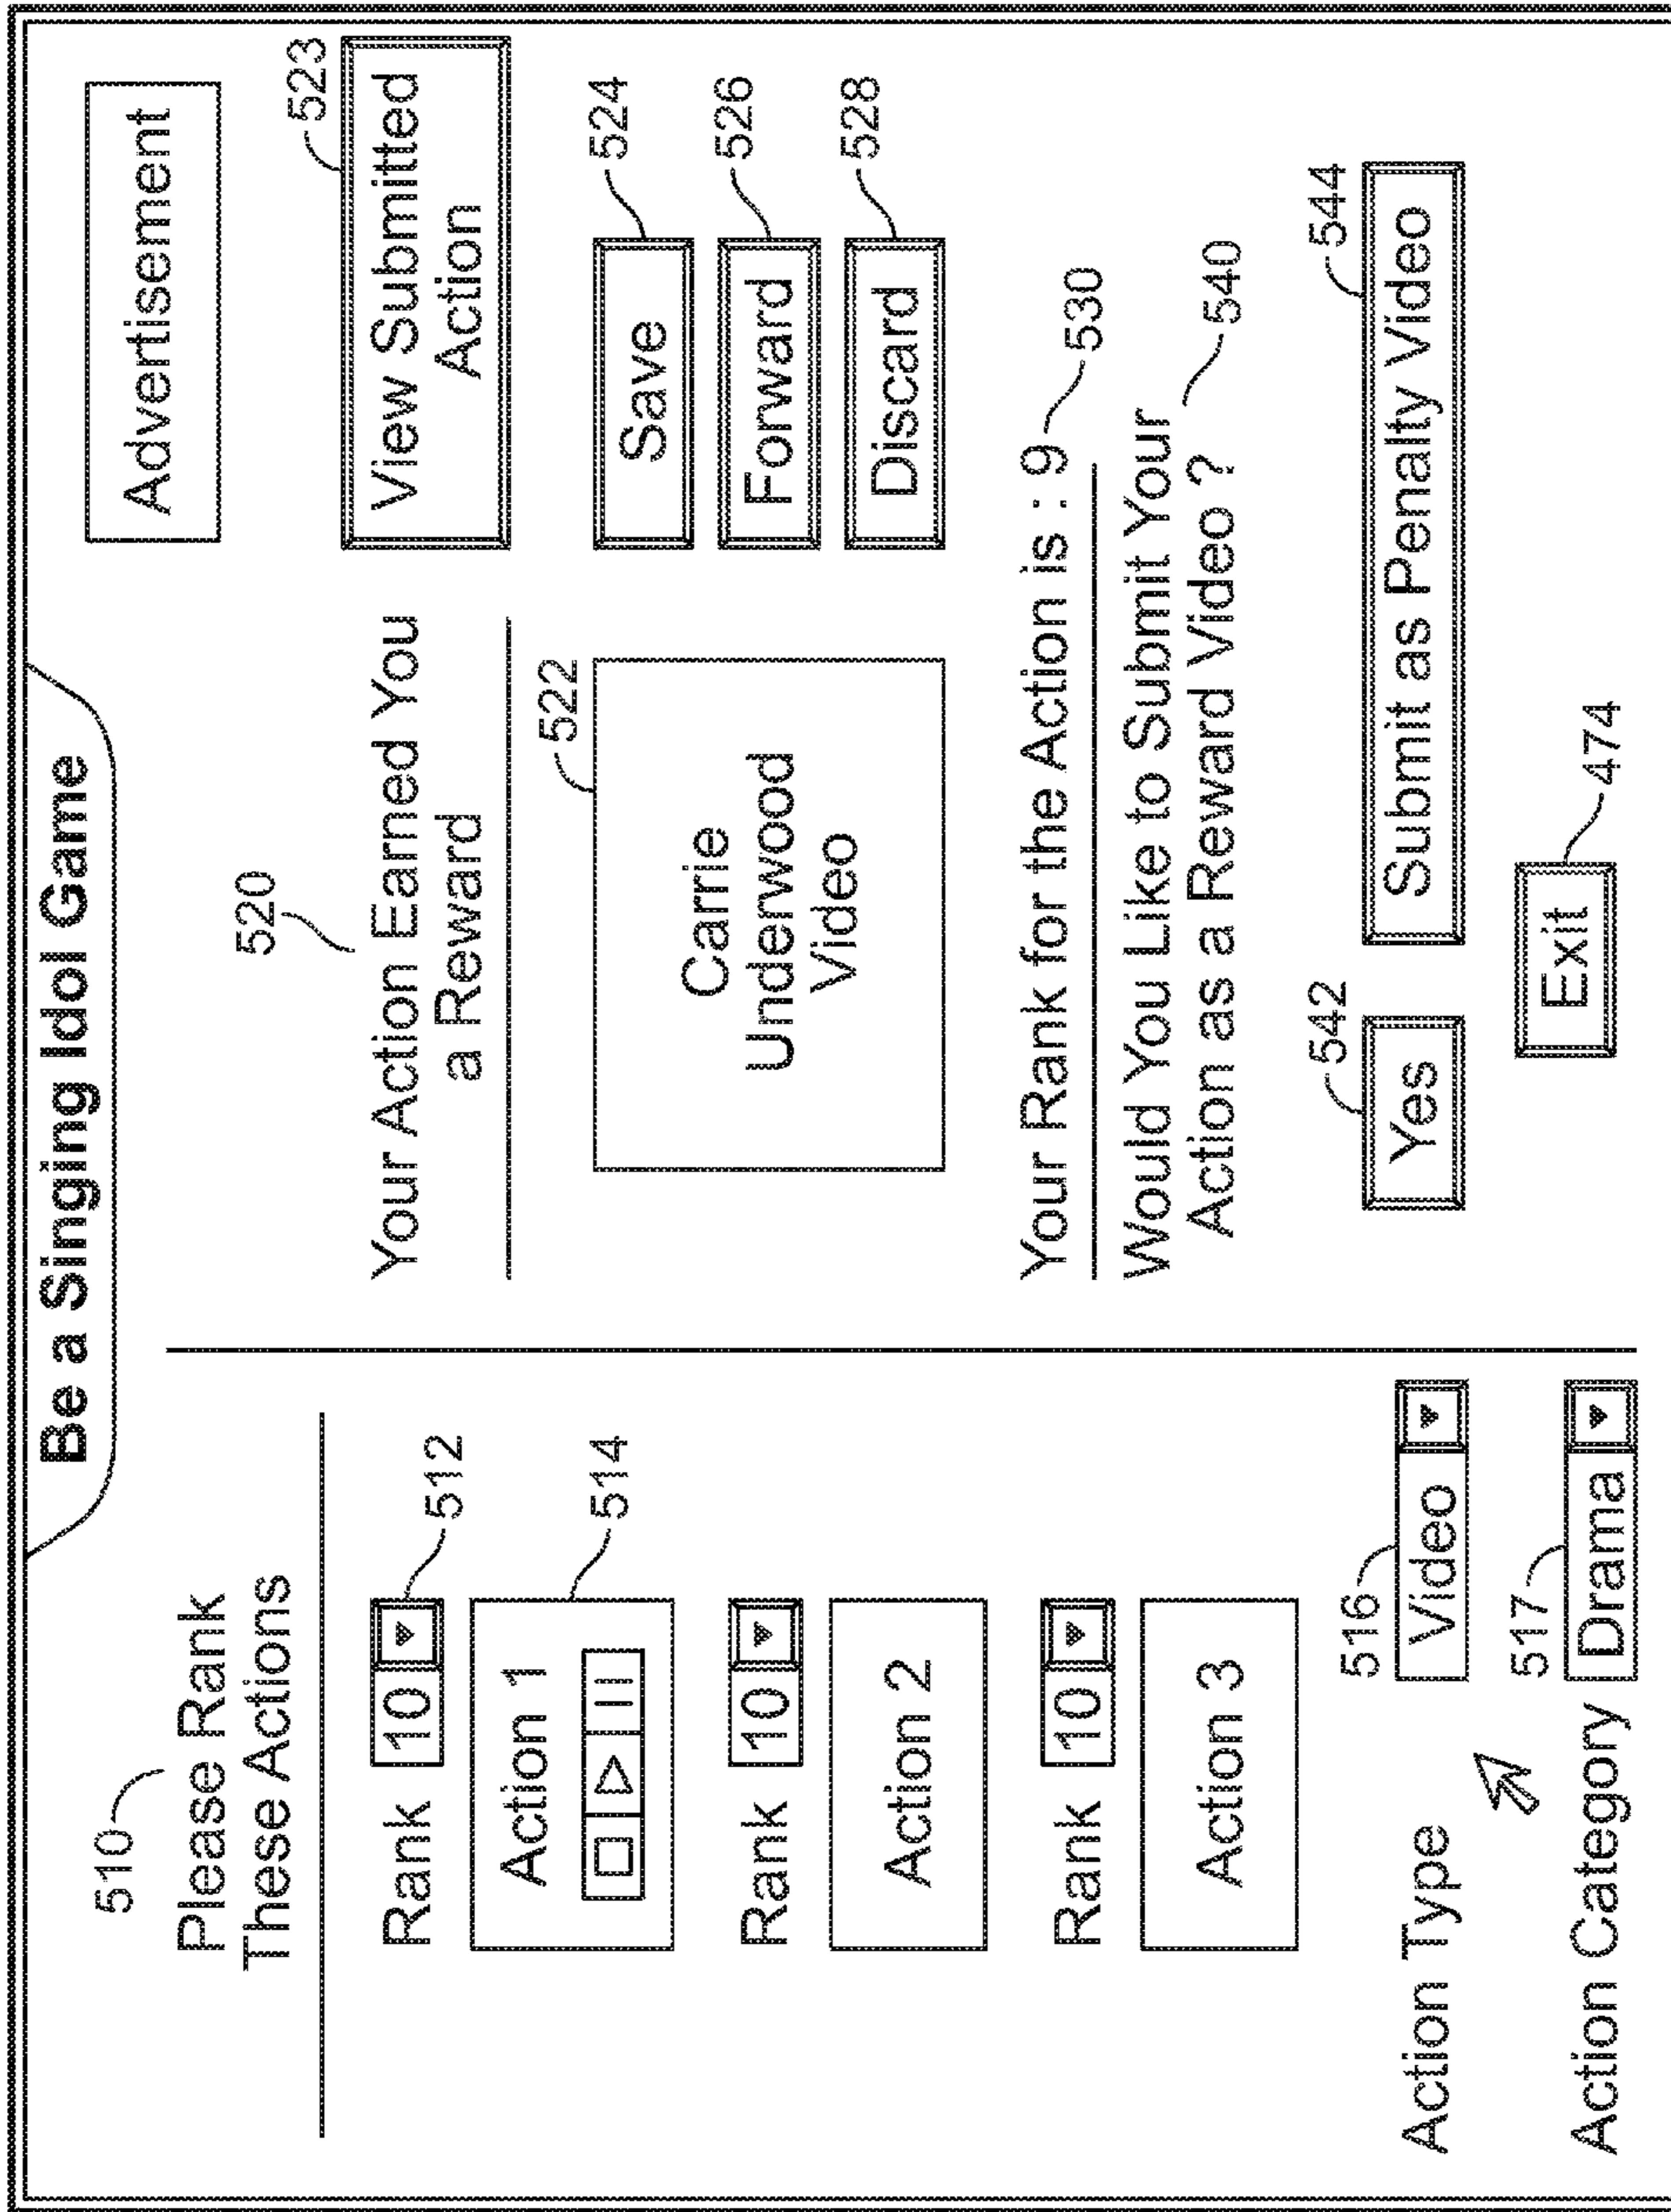 Be a Singing Idol Game
510
Please Rank
These Actions
Rank 10
512
Action 1
514
Rank 10
Action 2
Rank 10
Action 3
516
Action Type Video
517
Action Category Drama
Advertisement
520
Your Action Earned You
a Reward
523
View Submitted
Action
522
Carrie
Underwood
Video
Save
524
Forward
526
Discard
528
Your Rank for the Action is : 9
530
Would You Like to Submit Your
Action as a Reward Video ?
540
542
Yes
544
Submit as Penalty Video
Exit
474